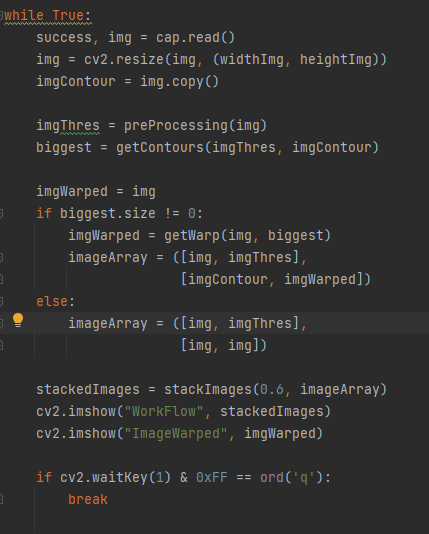 while True:
    success, img = cap.read()
    img = cv2.resize(img, (widthImg, heightImg))
    imgContour = img.copy()

    imgThres = preProcessing(img)
    biggest = getContours(imgThres, imgContour)

    imgWarped = img
    if biggest.size != 0:
        imgWarped = getWarp(img, biggest)
        imageArray = ([img, imgThres],
                      [imgContour, imgWarped])
    else:
        imageArray = ([img, imgThres],
                      [img, img])

    stackedImages = stackImages(0.6, imageArray)
    cv2.imshow("WorkFlow", stackedImages)
    cv2.imshow("ImageWarped", imgWarped)

    if cv2.waitKey(1) & 0xFF == ord('q'):
        break